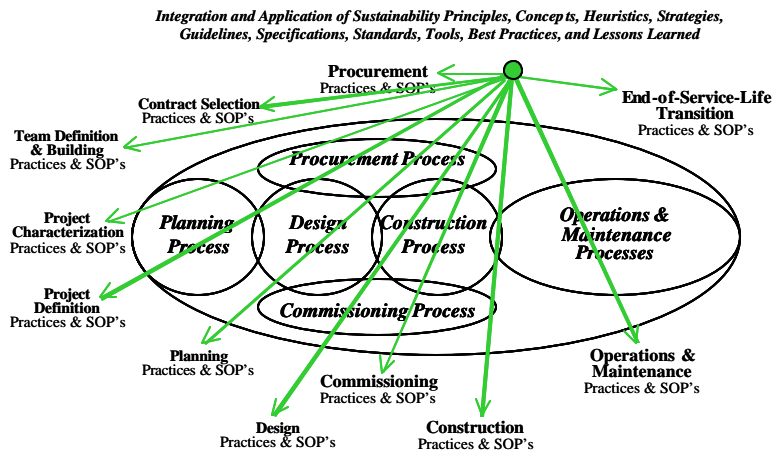 Integration and Application of Sustainability Principles, Concepts, Heuristics, Strategies,
Guidelines, Specifications, Standards, Tools, Best Practices, and Lessons Learned
Procurement
Practices & SOP's
Contract Selection
Practices & SOP's
End-of-Service-Life
Transition
Practices & SOP's
Team Definition
& Building
Practices & SOP's
Procurement Process
Project
Characterization
Practices & SOP's
Planning
Process
Design
Process
Construction
Process
Operations &
Maintenance
Processes
Project
Definition
Practices & SOP's
Commissioning Process
Planning
Practices & SOP's
Operations &
Maintenance
Practices & SOP's
Commissioning
Practices & SOP's
Design
Practices & SOP's
Construction
Practices & SOP's